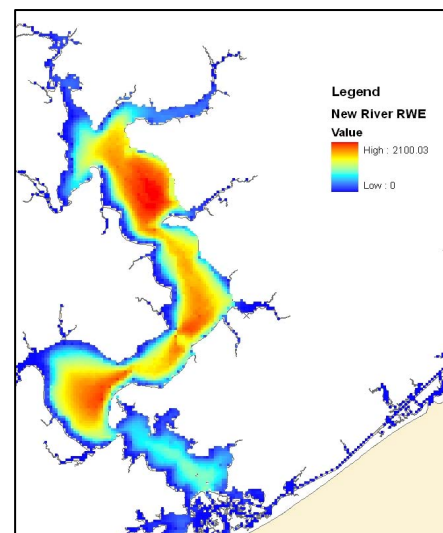 Legend
New River RWE
Value
High : 2100.03
Low : 0